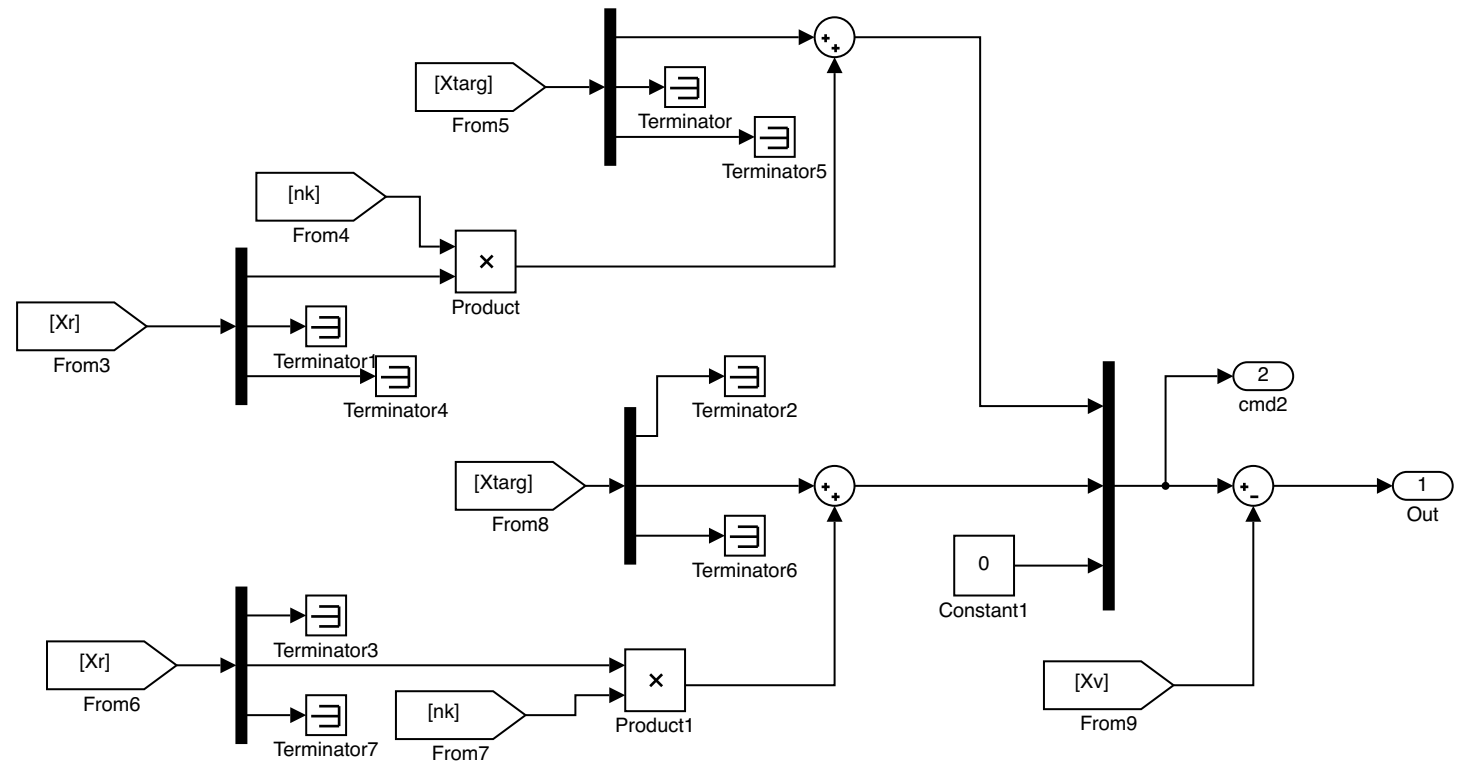 [Xtarg]
From5
Terminator
Terminator5
[nk]
From4
×
Product
[Xr]
From3
Terminator1
Terminator4
Terminator2
2
cmd2
[Xtarg]
From8
1
Out
Terminator6
0
Constant1
Terminator3
[Xr]
From6
×
Product1
[Xv]
From9
[nk]
From7
Terminator7